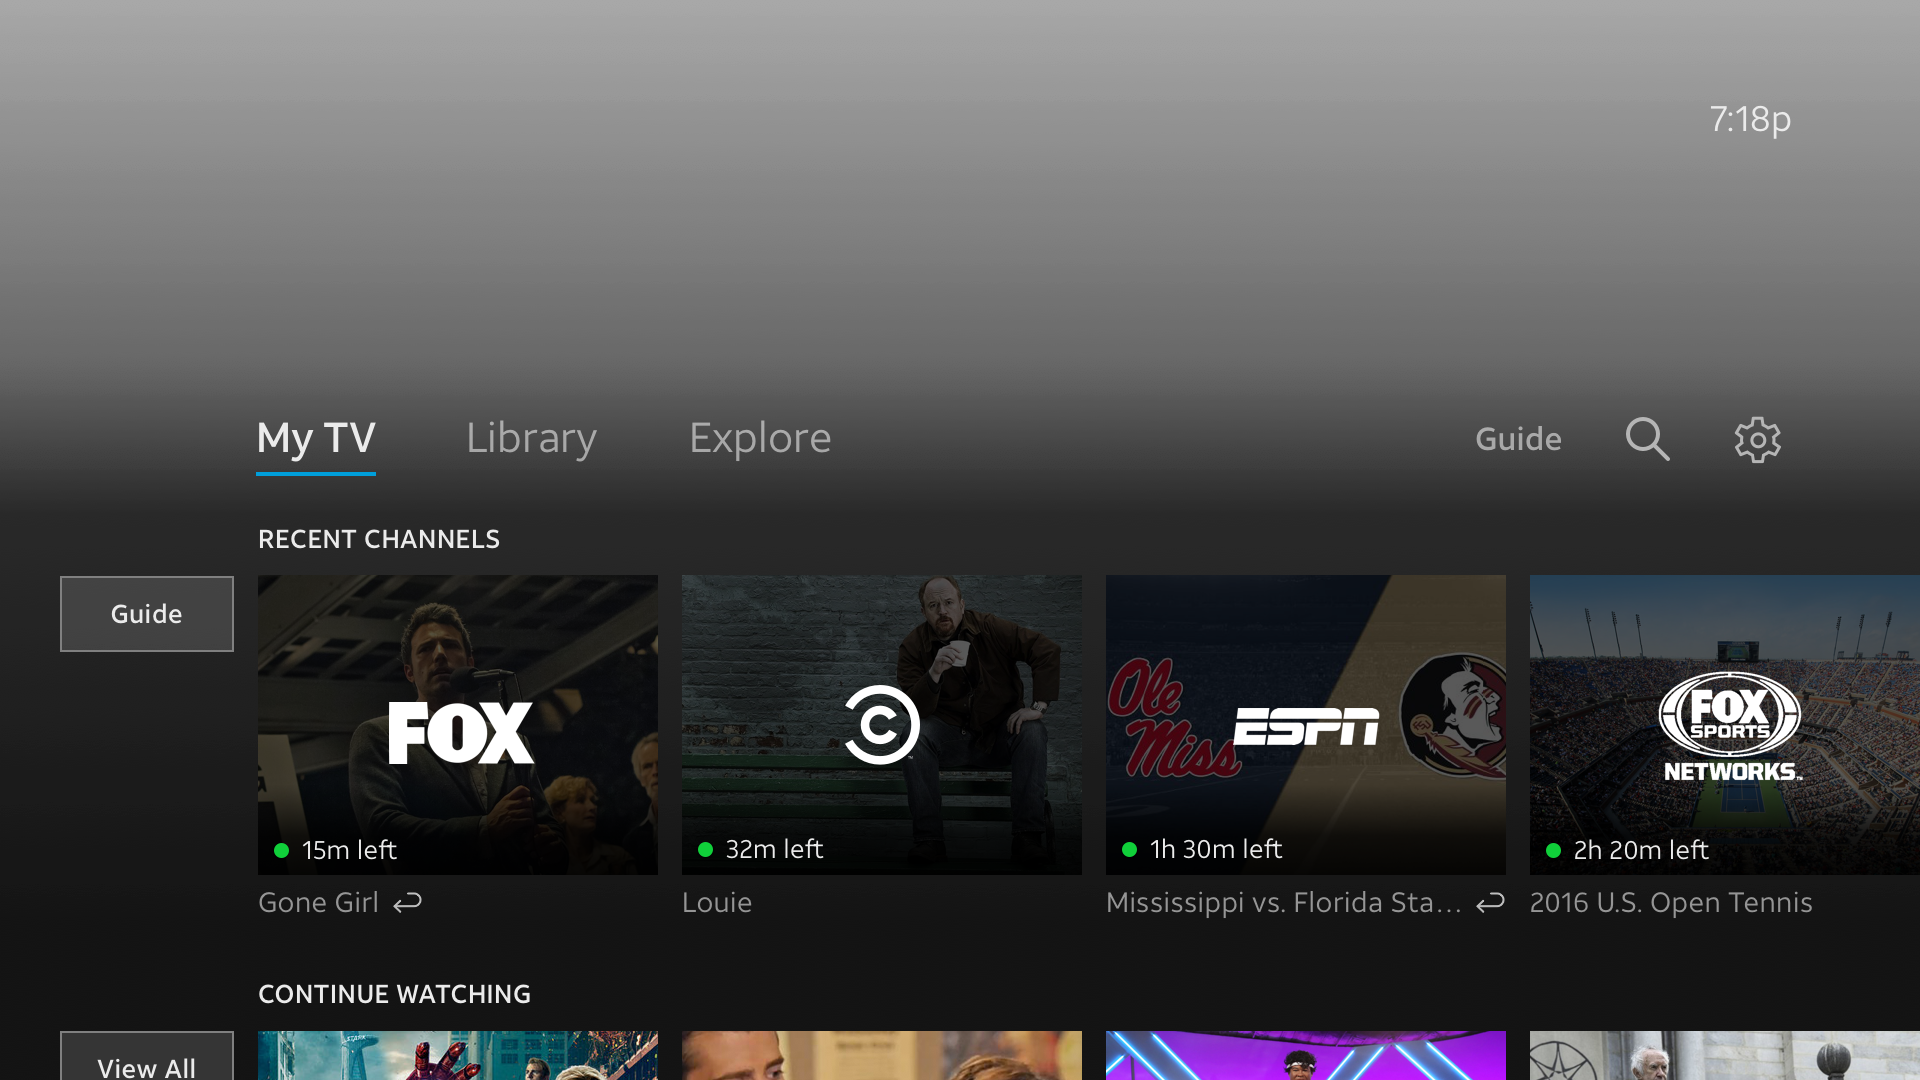 7:18p
My TV
Library
Explore
Guide
RECENT CHANNELS
Guide
FOX
15m left
Gone Girl
C
32m left
Louie
Ole Miss
ESPN
1h 30m left
Mississippi vs. Florida Sta...
FOX
SPORTS
NETWORKS™
2h 20m left
2016 U.S. Open Tennis
CONTINUE WATCHING
View All
STARK